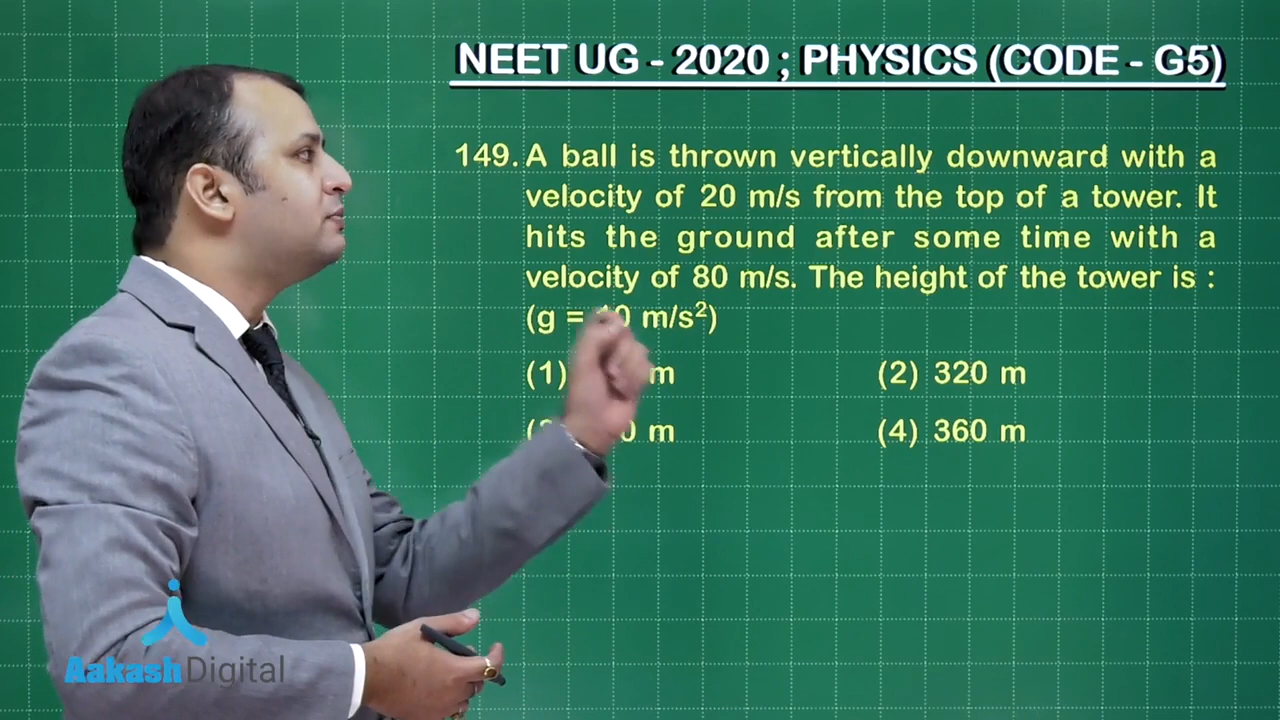 NEET UG - 2020 ; PHYSICS (CODE - G5)
149. A ball is thrown vertically downward with a
velocity of 20 m/s from the top of a tower. It
hits the ground after some time with a
velocity of 80 m/s. The height of the tower is :
(g = 10 m/s²)
(1) m (2) 320 m
m (4) 360 m
Aakash Digital